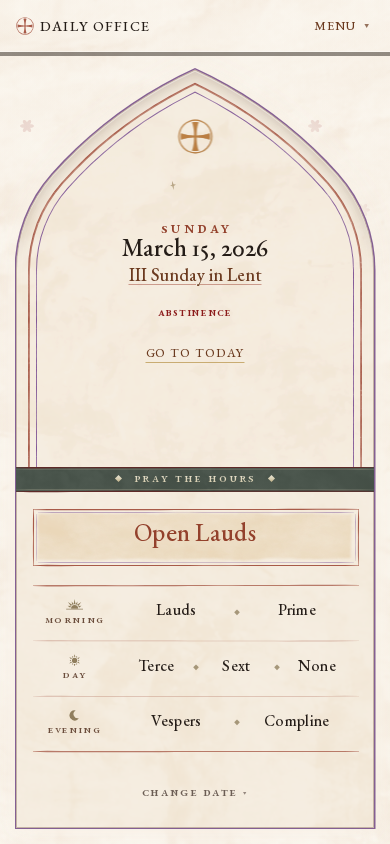 DAILY OFFICE
MENU
SUNDAY
March 15, 2026
III Sunday in Lent
ABSTINENCE
GO TO TODAY
PRAY THE HOURS
Open Lauds
MORNING
Lauds
Prime
DAY
Terce
Sext
None
EVENING
Vespers
Compline
CHANGE DATE